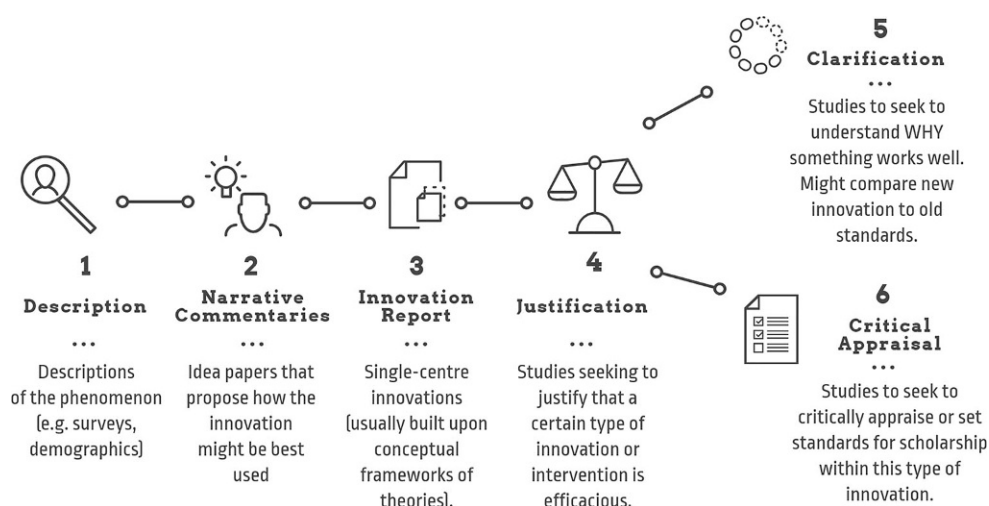 1
Description
...
Descriptions
of the phenomenon
(e.g. surveys,
demographics)
2
Narrative
Commentaries
...
Idea papers that
propose how the
innovation
might be best
used
3
Innovation
Report
...
Single-centre
innovations
(usually built upon
conceptual
frameworks of
theories).
4
Justification
...
Studies seeking to
justify that a
certain type of
innovation or
intervention is
efficacious.
5
Clarification
...
Studies to seek to
understand WHY
something works well.
Might compare new
innovation to old
standards.
6
Critical
Appraisal
...
Studies to seek to
critically appraise or set
standards for scholarship
within this type of
innovation.